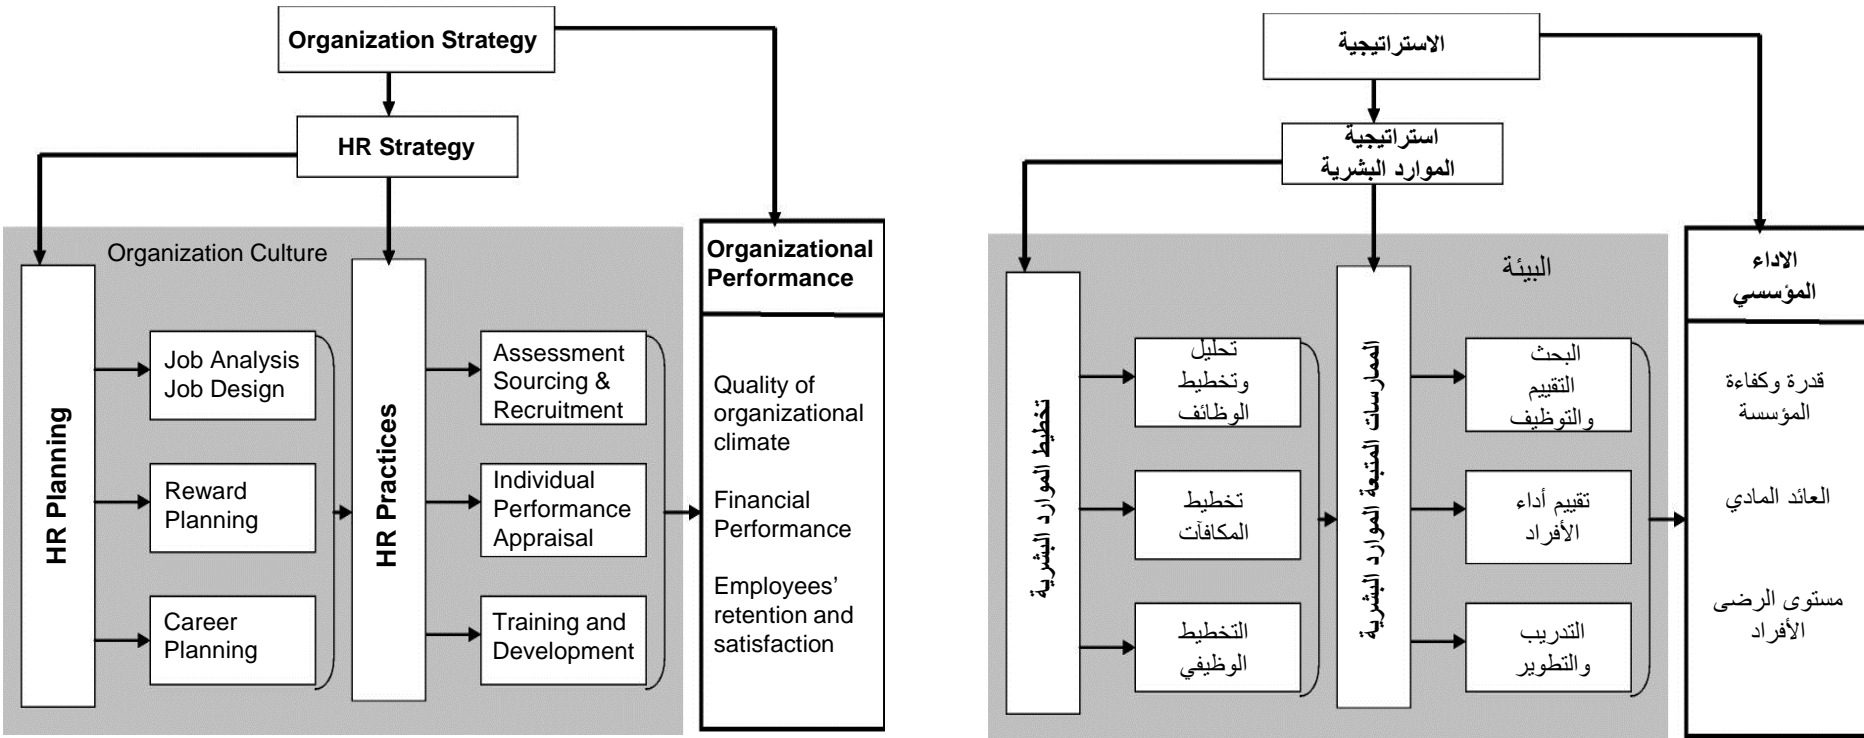 Organization Strategy
HR Strategy
Organization Culture
HR Planning
Job Analysis
Job Design
Reward
Planning
Career
Planning
HR Practices
Assessment
Sourcing &
Recruitment
Individual
Performance
Appraisal
Training and
Development
Organizational
Performance
Quality of
organizational
climate
Financial
Performance
Employees’
retention and
satisfaction
الاستراتيجية
استراتيجية
الموارد البشرية
البيئة
تخطيط الموارد البشرية
تحليل
وتخطيط
الوظائف
تخطيط
المكافآت
التخطيط
الوظيفي
الممارسات المتبعة الموارد البشرية
البحث
التقييم
والتوظيف
تقييم أداء
الأفراد
التدريب
والتطوير
الاداء
المؤسسي
قدرة وكفاءة
المؤسسة
العائد المادي
مستوى الرضى
الأفراد